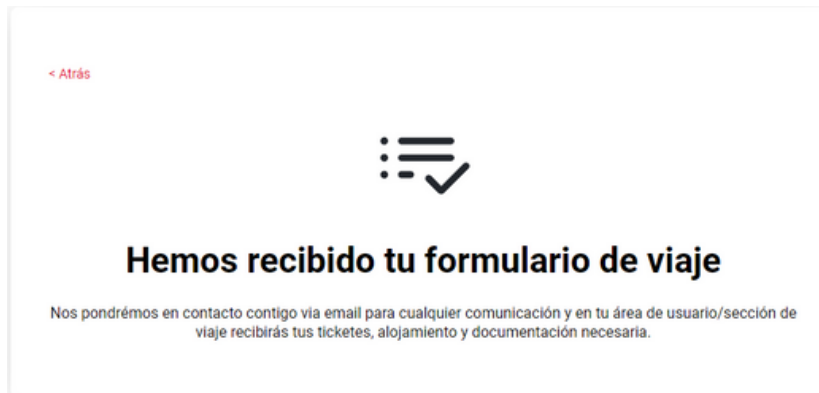 < Atrás
Hemos recibido tu formulario de viaje
Nos pondrémos en contacto contigo via email para cualquier comunicación y en tu área de usuario/sección de
viaje recibirás tus ticketes, alojamiento y documentación necesaria.